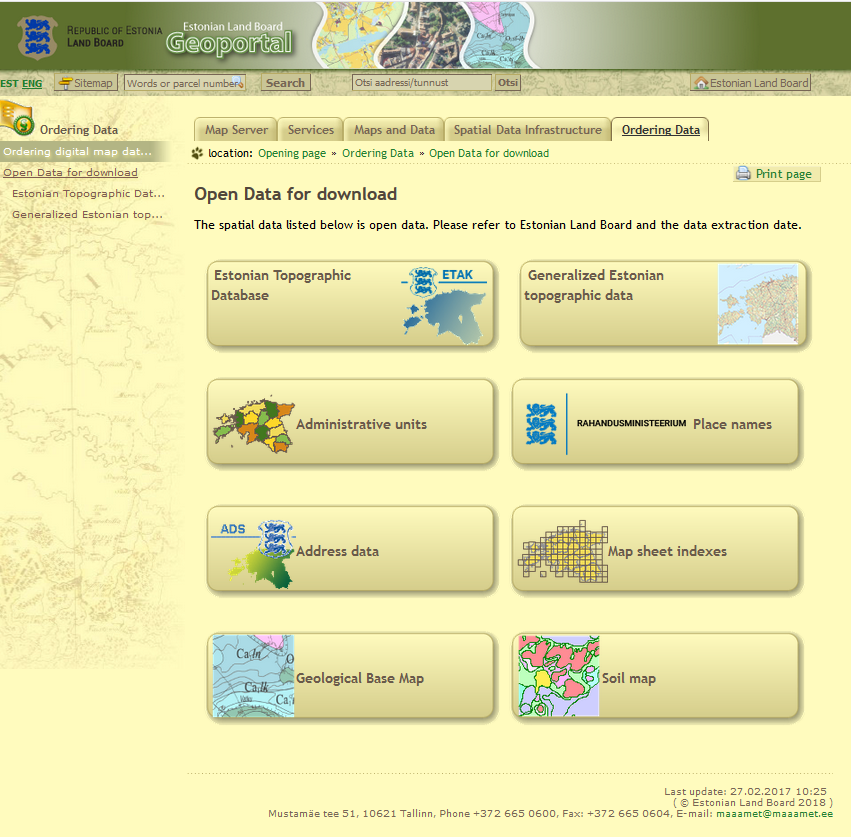 REPUBLIC OF ESTONIA
LAND BOARD
Estonian Land Board
Geoportal
EST ENG
Sitemap
Words or parcel number
Search
Otsi aadressi/tunnust
Otsi
Estonian Land Board
Ordering Data
Map Server
Services
Maps and Data
Spatial Data Infrastructure
Ordering Data
Ordering digital map dat...
Open Data for download
Estonian Topographic Dat...
Generalized Estonian top...
location: Opening page » Ordering Data » Open Data for download
Print page
Open Data for download
The spatial data listed below is open data. Please refer to Estonian Land Board and the data extraction date.
Estonian Topographic
Database
ETAK
Generalized Estonian
topographic data
Administrative units
RAHANDUSMINISTEERIUM Place names
ADS
Address data
Map sheet indexes
Geological Base Map
Soil map
Last update: 27.02.2017 10:25
( © Estonian Land Board 2018 )
Mustamäe tee 51, 10621 Tallinn, Phone +372 665 0600, Fax: +372 665 0604, E-mail: maaamet@maaamet.ee